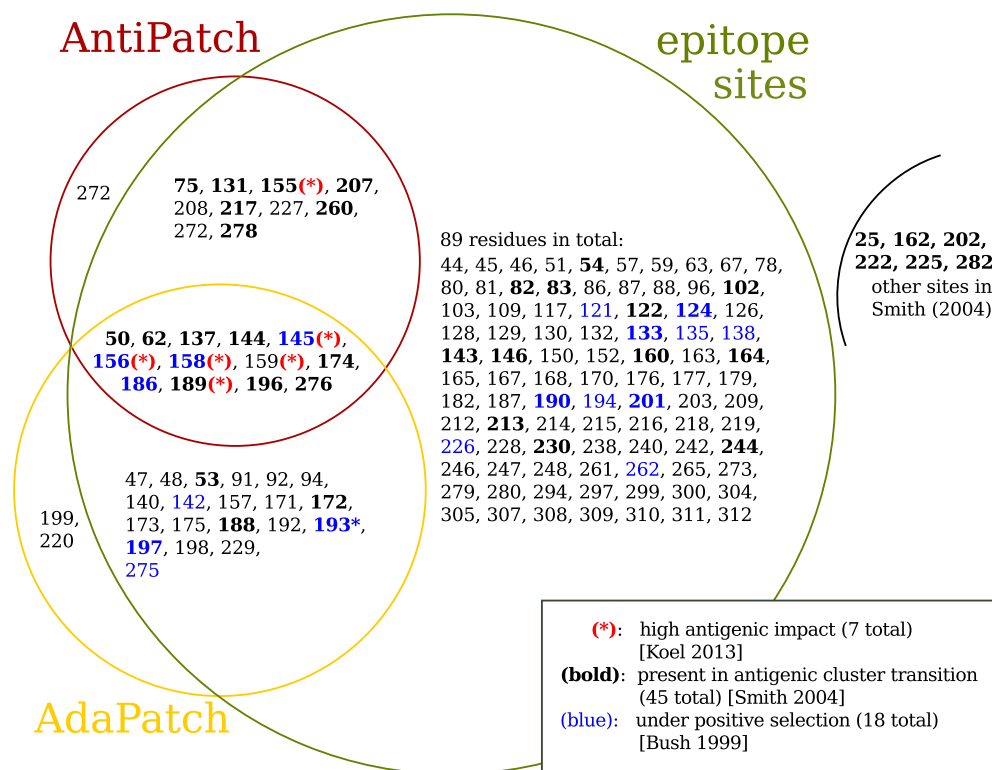 AntiPatch
epitope
sites
272
75, 131, 155(*), 207,
208, 217, 227, 260,
272, 278
50, 62, 137, 144, 145(*),
156(*), 158(*), 159(*), 174,
186, 189(*), 196, 276
47, 48, 53, 91, 92, 94,
140, 142, 157, 171, 172,
173, 175, 188, 192, 193*,
197, 198, 229,
275
199,
220
AdaPatch
89 residues in total:
44, 45, 46, 51, 54, 57, 59, 63, 67, 78,
80, 81, 82, 83, 86, 87, 88, 96, 102,
103, 109, 117, 121, 122, 124, 126,
128, 129, 130, 132, 133, 135, 138,
143, 146, 150, 152, 160, 163, 164,
165, 167, 168, 170, 176, 177, 179,
182, 187, 190, 194, 201, 203, 209,
212, 213, 214, 215, 216, 218, 219,
226, 228, 230, 238, 240, 242, 244,
246, 247, 248, 261, 262, 265, 273,
279, 280, 294, 297, 299, 300, 304,
305, 307, 308, 309, 310, 311, 312
25, 162, 202,
222, 225, 282
other sites in
Smith (2004)
(*): high antigenic impact (7 total)
[Koel 2013]
(bold): present in antigenic cluster transition
(45 total) [Smith 2004]
(blue): under positive selection (18 total)
[Bush 1999]